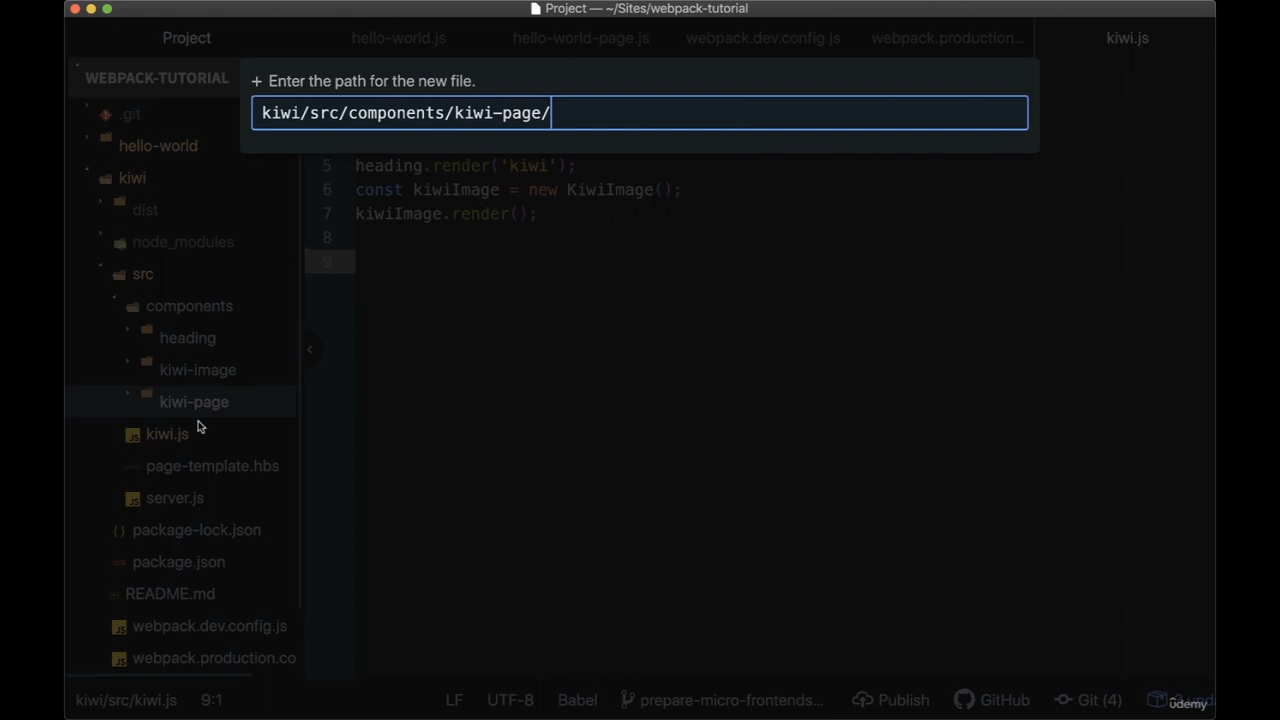 Project — ~/Sites/webpack-tutorial
Project
hello-world.js
hello-world-page.js
webpack.dev.config.js
webpack.production...
kiwi.js
WEBPACK-TUTORIAL
+ Enter the path for the new file.
kiwi/src/components/kiwi-page/
.git
hello-world
kiwi
dist
node_modules
src
components
heading
kiwi-image
kiwi-page
kiwi.js
page-template.hbs
server.js
package-lock.json
package.json
README.md
webpack.dev.config.js
webpack.production.co
5 heading.render('kiwi');
6 const kiwiImage = new KiwiImage();
7 kiwiImage.render();
8
9
kiwi/src/kiwi.js 9:1 LF UTF-8 Babel prepare-micro-frontends... Publish GitHub Git (4)
ûdemy